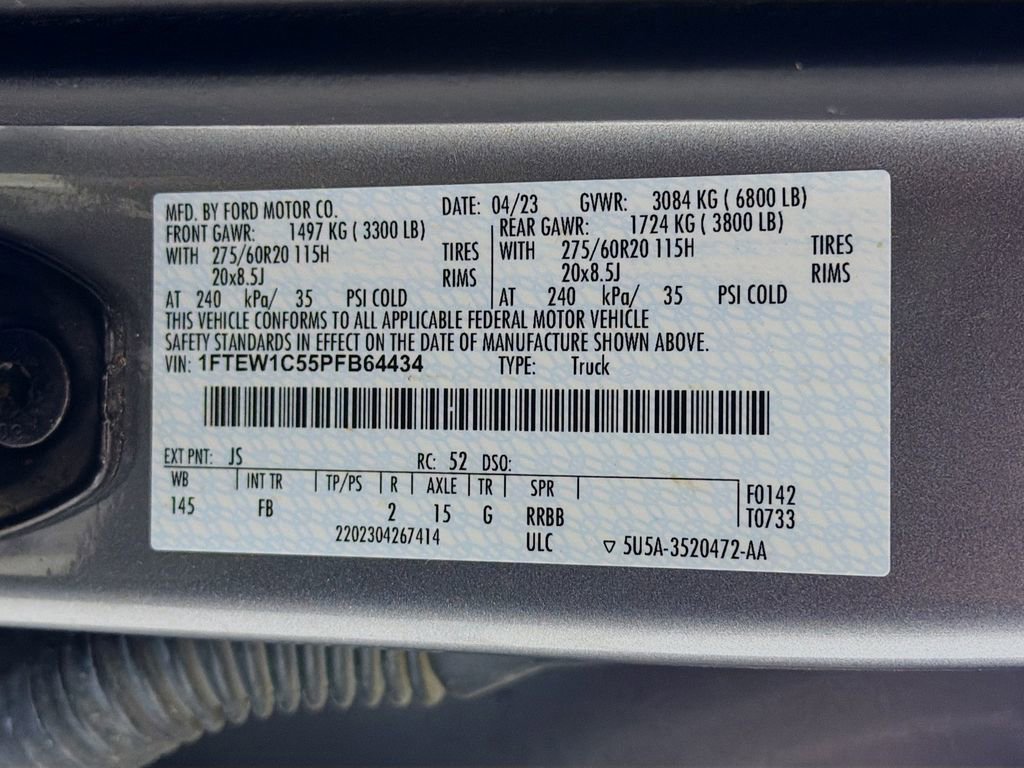 MFD. BY FORD MOTOR CO. DATE: 04/23 GVWR: 3084 KG ( 6800 LB)
FRONT GAWR: 1497 KG ( 3300 LB) REAR GAWR: 1724 KG ( 3800 LB)
WITH 275/60R20 115H TIRES WITH 275/60R20 115H TIRES
20x8.5J RIMS 20x8.5J RIMS
AT 240 kPa/ 35 PSI COLD AT 240 kPa/ 35 PSI COLD
THIS VEHICLE CONFORMS TO ALL APPLICABLE FEDERAL MOTOR VEHICLE
SAFETY STANDARDS IN EFFECT ON THE DATE OF MANUFACTURE SHOWN ABOVE.
VIN: 1FTEW1C55PFB64434 TYPE: Truck
EXT PNT: JS RC: 52 DSO:
WB INT TR TP/PS R AXLE TR SPR F0142
145 FB 2 15 G RRBB T0733
2202304267414 ULC ▽ 5U5A-3520472-AA